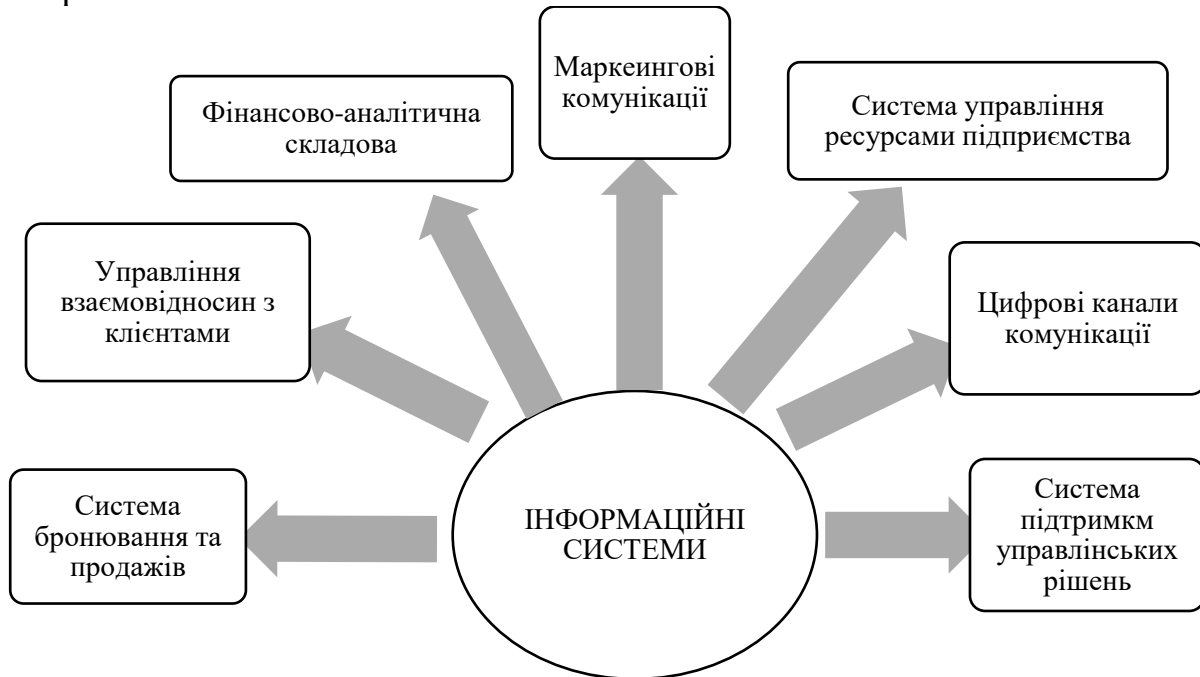 Маркеингові
комунікації
Фінансово-аналітична
складова
Система управління
ресурсами підприємства
Управління
взаємовідносин з
клієнтами
Цифрові канали
комунікації
Система
бронювання та
продажів
ІНФОРМАЦІЙНІ
СИСТЕМИ
Система
підтримкм
управлінських
рішень